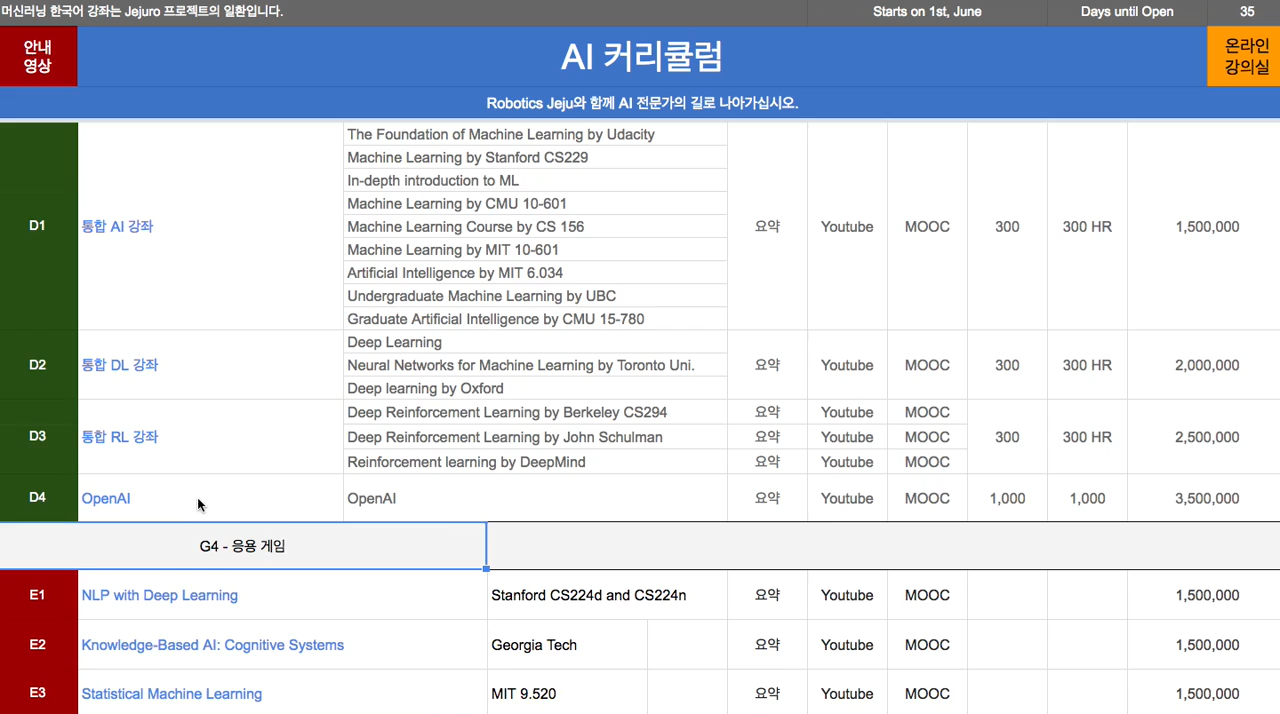 머신러닝 한국어 강좌는 Jejuro 프로젝트의 일환입니다. Starts on 1st, June Days until Open 35
안내
영상
AI 커리큘럼
온라인
강의실
Robotics Jeju와 함께 AI 전문가의 길로 나아가십시오.
D1 통합 AI 강좌
The Foundation of Machine Learning by Udacity
Machine Learning by Stanford CS229
In-depth introduction to ML
Machine Learning by CMU 10-601
Machine Learning Course by CS 156
Machine Learning by MIT 10-601
Artificial Intelligence by MIT 6.034
Undergraduate Machine Learning by UBC
Graduate Artificial Intelligence by CMU 15-780
요약 Youtube MOOC 300 300 HR 1,500,000
D2 통합 DL 강좌
Deep Learning
Neural Networks for Machine Learning by Toronto Uni.
Deep learning by Oxford
요약 Youtube MOOC 300 300 HR 2,000,000
D3 통합 RL 강좌
Deep Reinforcement Learning by Berkeley CS294 요약 Youtube MOOC
Deep Reinforcement Learning by John Schulman 요약 Youtube MOOC
Reinforcement learning by DeepMind 요약 Youtube MOOC
300 300 HR 2,500,000
D4 OpenAI OpenAI 요약 Youtube MOOC 1,000 1,000 3,500,000
G4 - 응용 게임
E1 NLP with Deep Learning Stanford CS224d and CS224n 요약 Youtube MOOC 1,500,000
E2 Knowledge-Based AI: Cognitive Systems Georgia Tech 요약 Youtube MOOC 1,500,000
E3 Statistical Machine Learning MIT 9.520 요약 Youtube MOOC 1,500,000